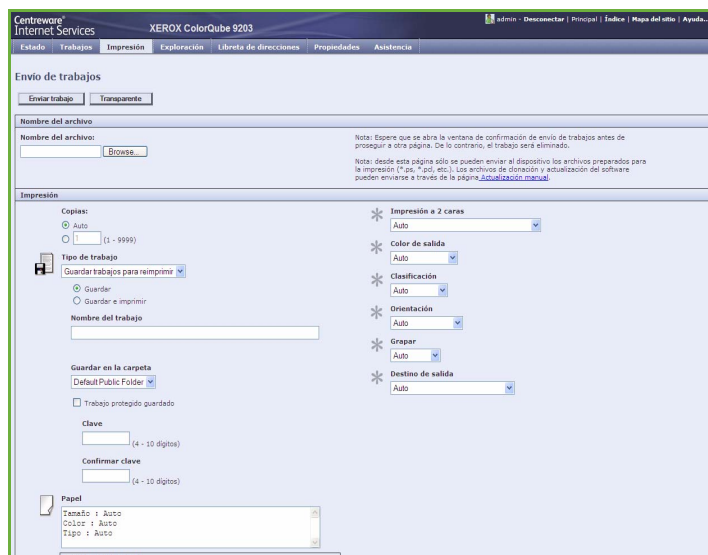 Centreware®
Internet Services
XEROX ColorQube 9203
admin - Desconectar | Principal | Índice | Mapa del sitio | Ayuda...
Estado Trabajos Impresión Exploración Libreta de direcciones Propiedades Asistencia
Envío de trabajos
Enviar trabajo Transparente
Nombre del archivo
Nombre del archivo:
Browse...
Nota: Espere que se abra la ventana de confirmación de envío de trabajos antes de
proseguir a otra página. De lo contrario, el trabajo será eliminado.
Nota: desde esta página sólo se pueden enviar al dispositivo los archivos preparados para
la impresión (*.ps, *.pcl, etc.). Los archivos de clonación y actualización del software
pueden enviarse a través de la página Actualización manual.
Impresión
Copias:
Auto
1 (1 - 9999)
Tipo de trabajo
Guardar trabajos para reimprimir
Guardar
Guardar e imprimir
Nombre del trabajo
Guardar en la carpeta
Default Public Folder
Trabajo protegido guardado
Clave
(4 - 10 dígitos)
Confirmar clave
(4 - 10 dígitos)
Papel
Tamaño : Auto
Color : Auto
Tipo : Auto
Impresión a 2 caras
Auto
Color de salida
Auto
Clasificación
Auto
Orientación
Auto
Grapar
Auto
Destino de salida
Auto